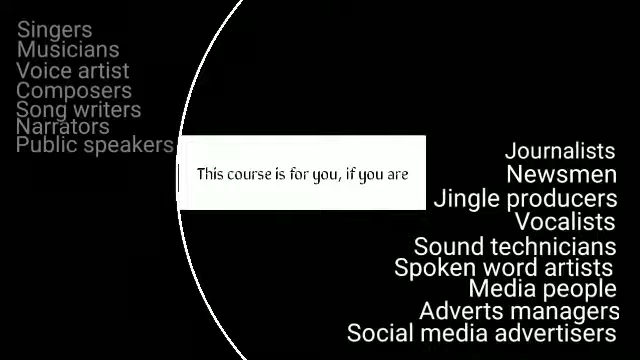 Singers
Musicians
Voice artist
Composers
Song writers
Narrators
Public speakers
This course is for you, if you are
Journalists
Newsmen
Jingle producers
Vocalists
Sound technicians
Spoken word artists
Media people
Adverts managers
Social media advertisers